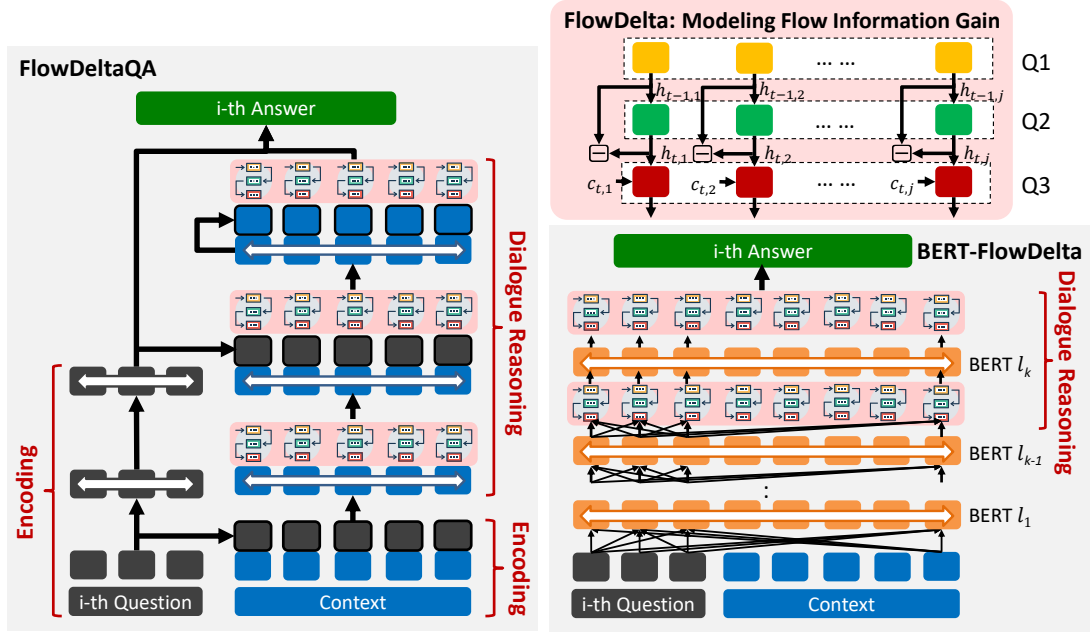 FlowDeltaQA
i-th Answer
Dialogue Reasoning
Encoding
Encoding
i-th Question
Context
FlowDelta: Modeling Flow Information Gain
... ...
Q1
h_{t-1,1}
h_{t-1,2}
h_{t-1,j}
... ...
Q2
h_{t,1}
h_{t,2}
h_{t,j}
c_{t,1}
c_{t,2}
... ...
c_{t,j}
Q3
i-th Answer
BERT-FlowDelta
Dialogue Reasoning
BERT l_k
BERT l_{k-1}
:
BERT l_1
i-th Question
Context